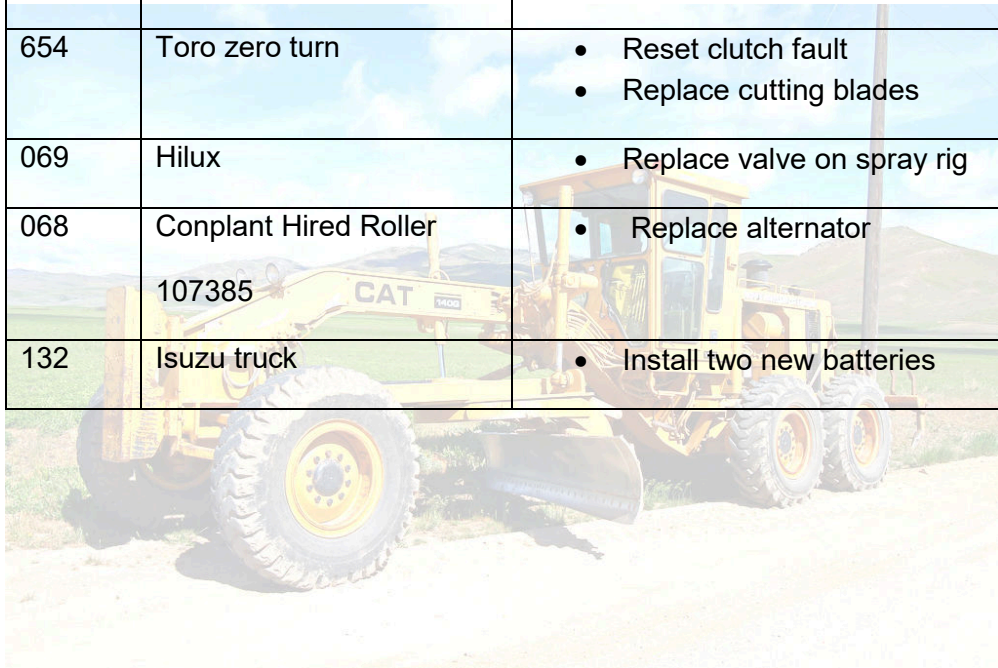 654 Toro zero turn • Reset clutch fault
• Replace cutting blades
069 Hilux • Replace valve on spray rig
068 Conplant Hired Roller • Replace alternator
107385
CAT 140G
132 Isuzu truck • Install two new batteries